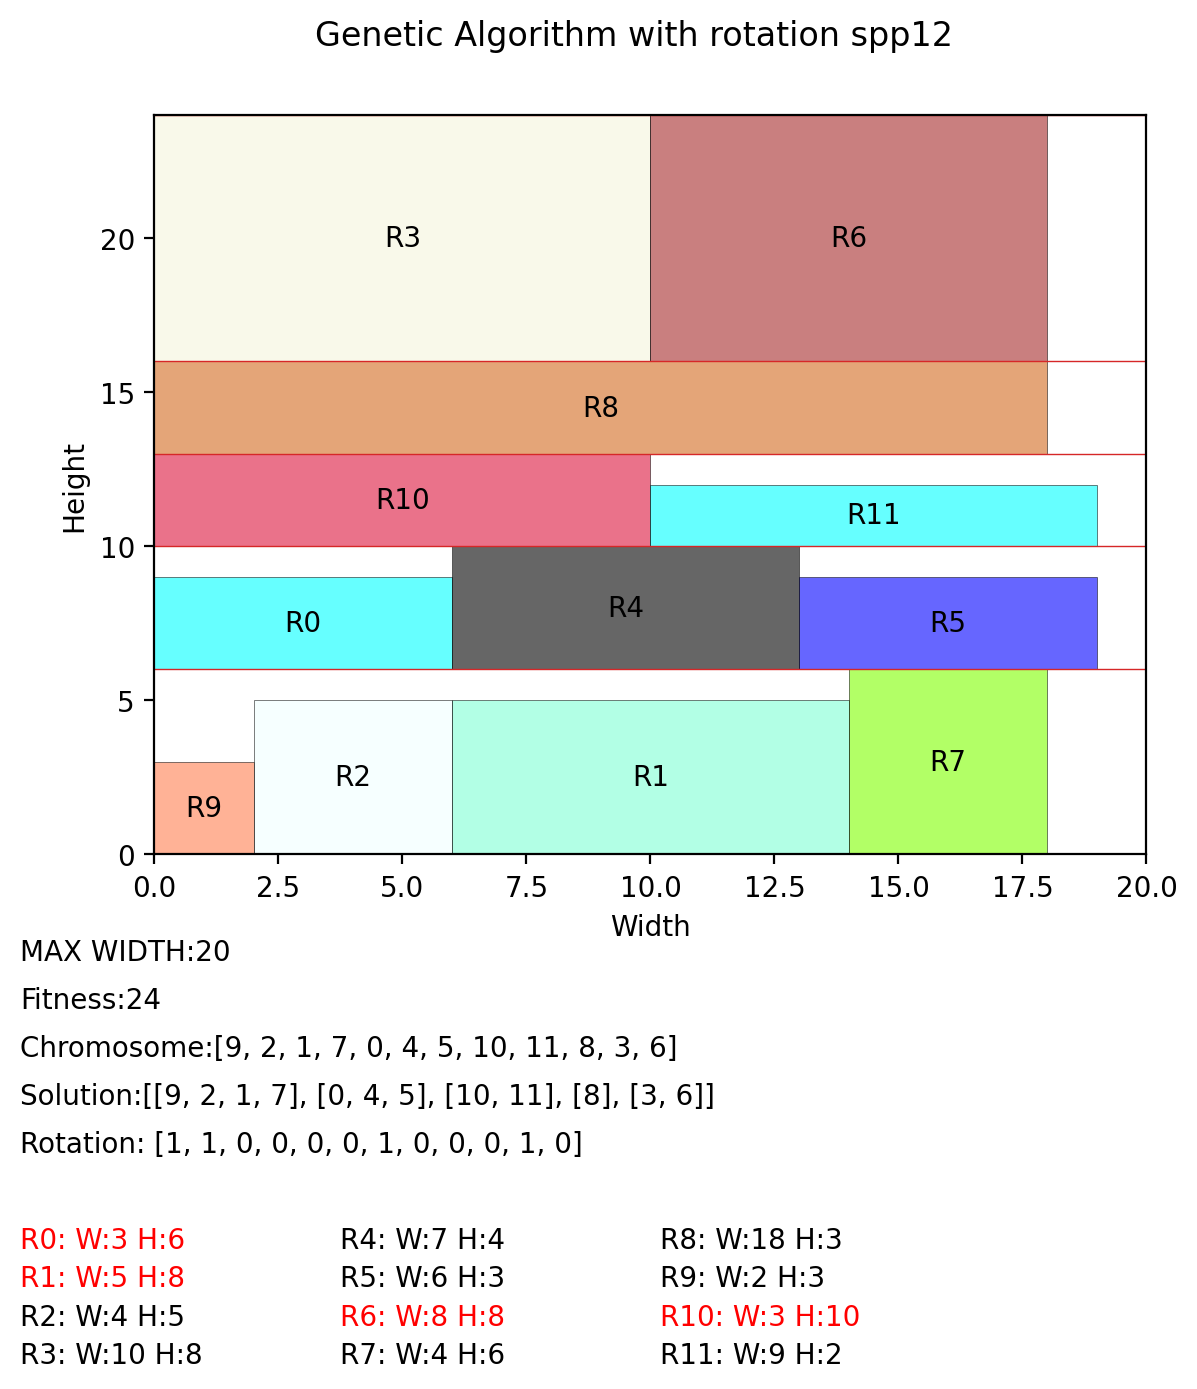 Genetic Algorithm with rotation spp12
R3
R6
20
15
R8
R10
R11
Height
10
R0
R4
R5
5
R2
R1
R7
R9
0
0.0 2.5 5.0 7.5 10.0 12.5 15.0 17.5 20.0
Width
MAX WIDTH:20
Fitness:24
Chromosome:[9, 2, 1, 7, 0, 4, 5, 10, 11, 8, 3, 6]
Solution:[[9, 2, 1, 7], [0, 4, 5], [10, 11], [8], [3, 6]]
Rotation: [1, 1, 0, 0, 0, 0, 1, 0, 0, 0, 1, 0]
R0: W:3 H:6 R4: W:7 H:4 R8: W:18 H:3
R1: W:5 H:8 R5: W:6 H:3 R9: W:2 H:3
R2: W:4 H:5 R6: W:8 H:8 R10: W:3 H:10
R3: W:10 H:8 R7: W:4 H:6 R11: W:9 H:2